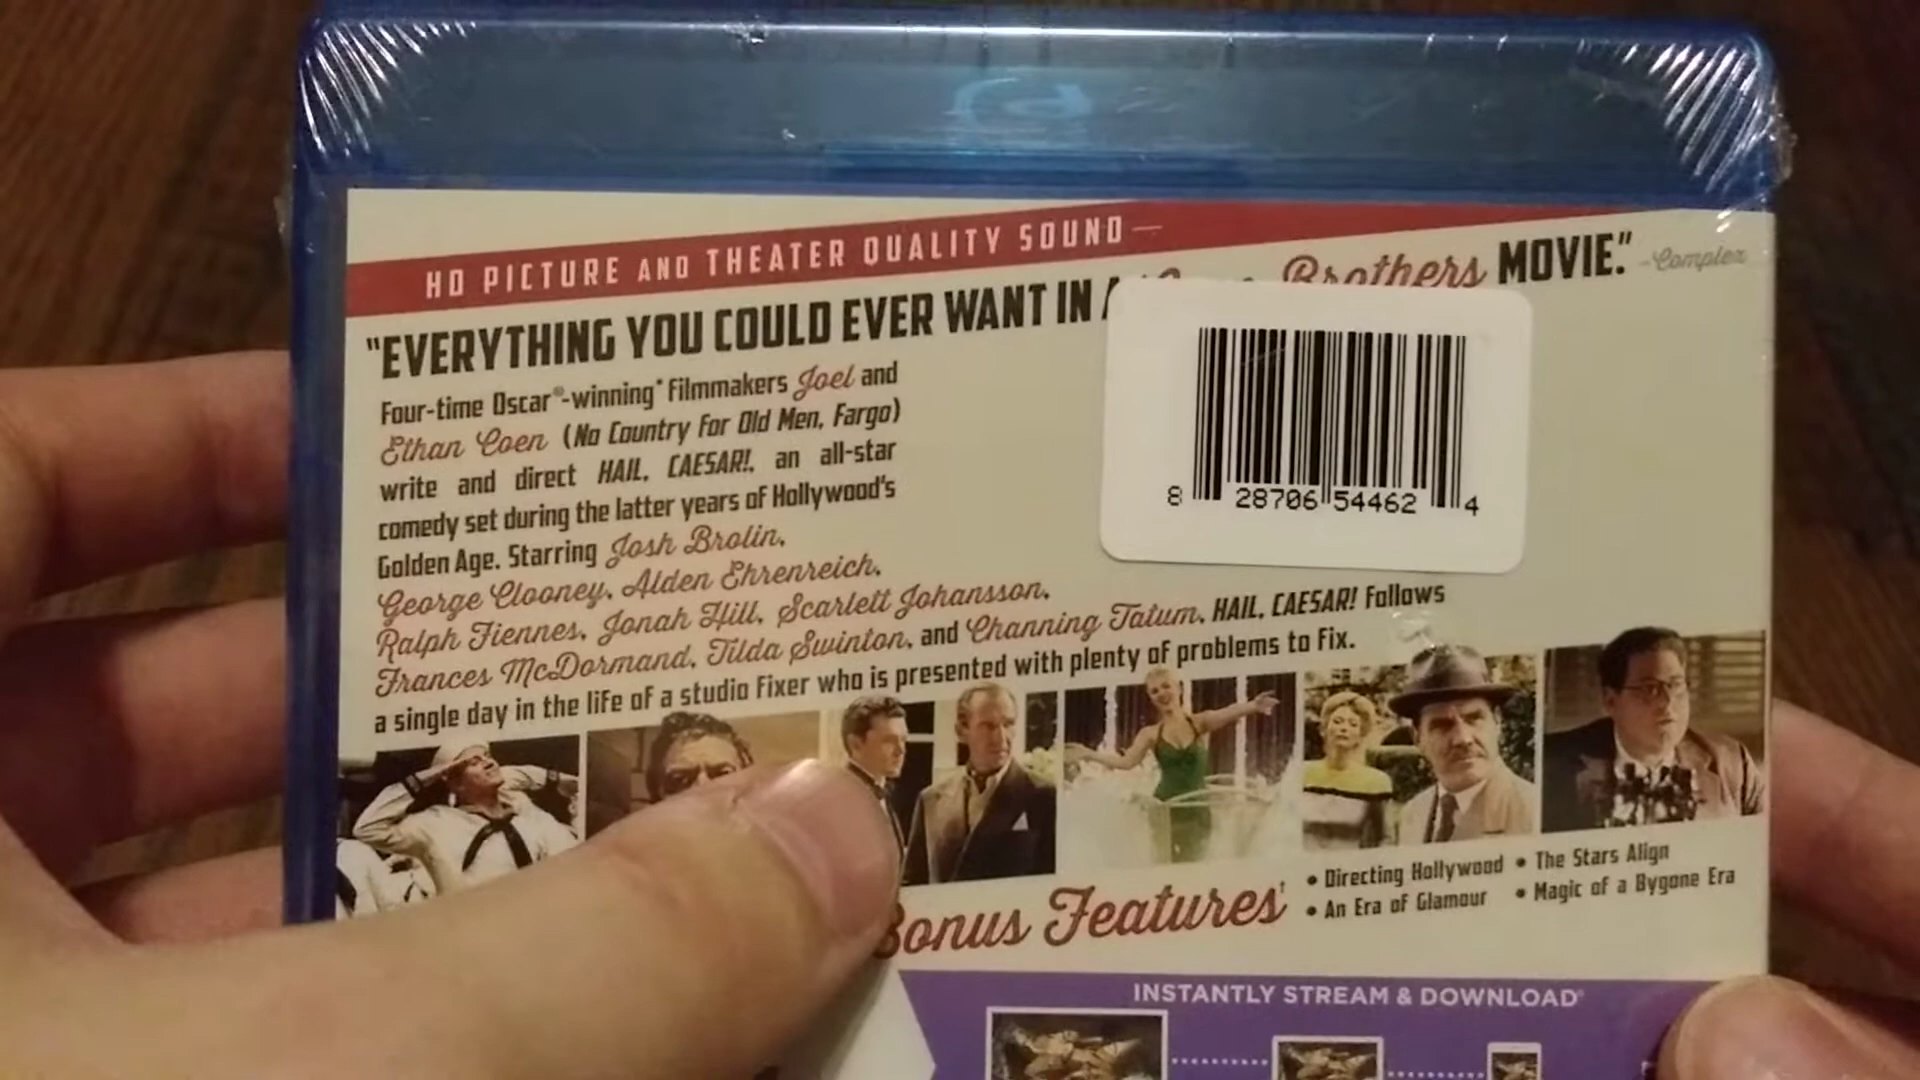 HD PICTURE AND THEATER QUALITY SOUND—
"EVERYTHING YOU COULD EVER WANT IN A Brothers MOVIE." -Complex
Four-time Oscar®-winning* Filmmakers Joel and
Ethan Coen (No Country For Old Men, Fargo)
write and direct HAIL, CAESAR!, an all-star
comedy set during the latter years of Hollywood's
Golden Age. Starring Josh Brolin,
George Clooney, Alden Ehrenreich,
Ralph Fiennes, Jonah Hill, Scarlett Johansson,
Frances McDormand, Tilda Swinton, and Channing Tatum, HAIL, CAESAR! Follows
a single day in the life of a studio Fixer who is presented with plenty of problems to Fix.
8 28706 54462 4
Bonus Features†
• Directing Hollywood • The Stars Align
• An Era of Glamour • Magic of a Bygone Era
INSTANTLY STREAM & DOWNLOAD